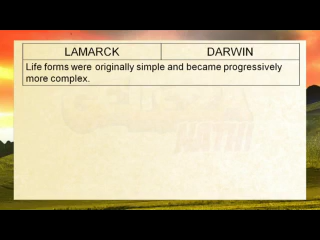 LAMARCK DARWIN
Life forms were originally simple and became progressively
more complex.